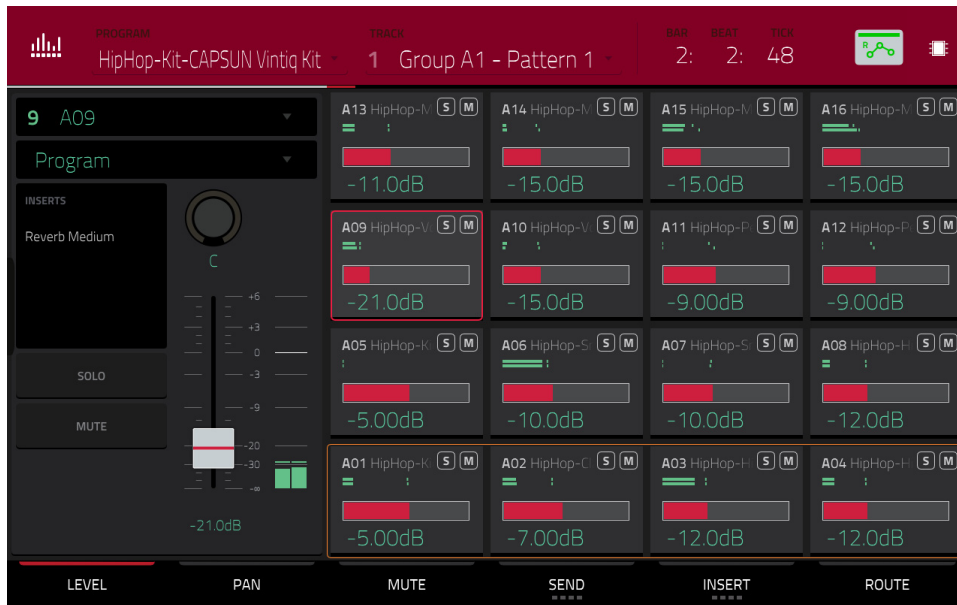 PROGRAM
HipHop-Kit-CAPSUN Vintiq Kit
TRACK
1 Group A1 - Pattern 1
BAR BEAT TICK
2: 2: 48
R
9 A09
Program
INSERTS
Reverb Medium
C
+6
+3
0
-3
-9
-20
-30
-∞
SOLO
MUTE
-21.0dB
A13 HipHop-M S M
-11.0dB
A14 HipHop-M S M
-15.0dB
A15 HipHop-M S M
-15.0dB
A16 HipHop-M S M
-15.0dB
A09 HipHop-V S M
-21.0dB
A10 HipHop-V S M
-15.0dB
A11 HipHop-P S M
-9.00dB
A12 HipHop-P S M
-9.00dB
A05 HipHop-K S M
-5.00dB
A06 HipHop-S S M
-10.0dB
A07 HipHop-S S M
-10.0dB
A08 HipHop-H S M
-12.0dB
A01 HipHop-K S M
-5.00dB
A02 HipHop-Cl S M
-7.00dB
A03 HipHop-H S M
-12.0dB
A04 HipHop-H S M
-12.0dB
LEVEL PAN MUTE SEND INSERT ROUTE